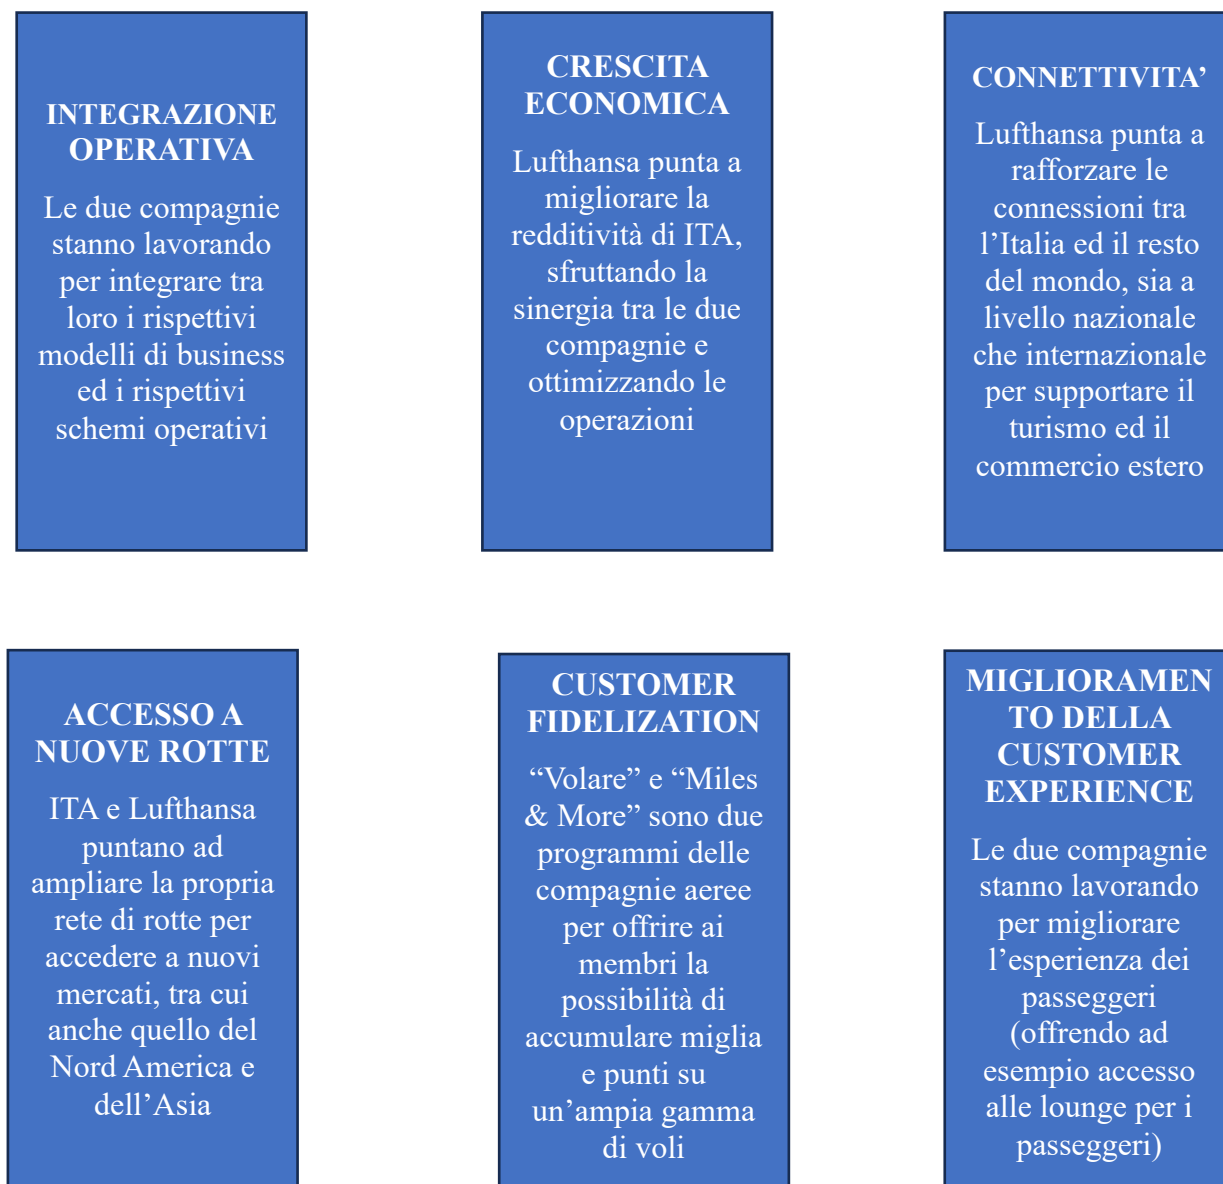 INTEGRAZIONE
OPERATIVA
Le due compagnie
stanno lavorando
per integrare tra
loro i rispettivi
modelli di business
ed i rispettivi
schemi operativi
CRESCITA
ECONOMICA
Lufthansa punta a
migliorare la
redditività di ITA,
sfruttando la
sinergia tra le due
compagnie e
ottimizzando le
operazioni
CONNETTIVITA’
Lufthansa punta a
rafforzare le
connessioni tra
l’Italia ed il resto
del mondo, sia a
livello nazionale
che internazionale
per supportare il
turismo ed il
commercio estero
ACCESSO A
NUOVE ROTTE
ITA e Lufthansa
puntano ad
ampliare la propria
rete di rotte per
accedere a nuovi
mercati, tra cui
anche quello del
Nord America e
dell’Asia
CUSTOMER
FIDELIZATION
“Volare” e “Miles
& More” sono due
programmi delle
compagnie aeree
per offrire ai
membri la
possibilità di
accumulare miglia
e punti su
un’ampia gamma
di voli
MIGLIORAMEN
TO DELLA
CUSTOMER
EXPERIENCE
Le due compagnie
stanno lavorando
per migliorare
l’esperienza dei
passeggeri
(offrendo ad
esempio accesso
alle lounge per i
passeggeri)